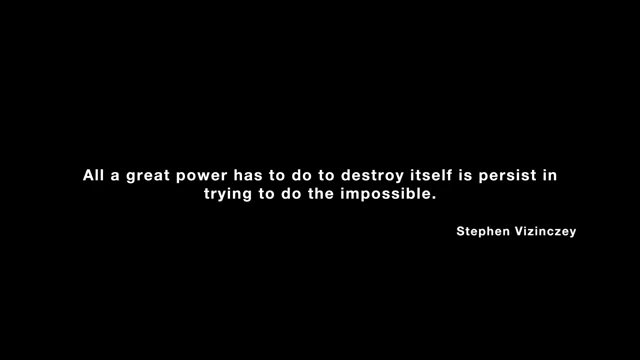 All a great power has to do to destroy itself is persist in
trying to do the impossible.
Stephen Vizinczey